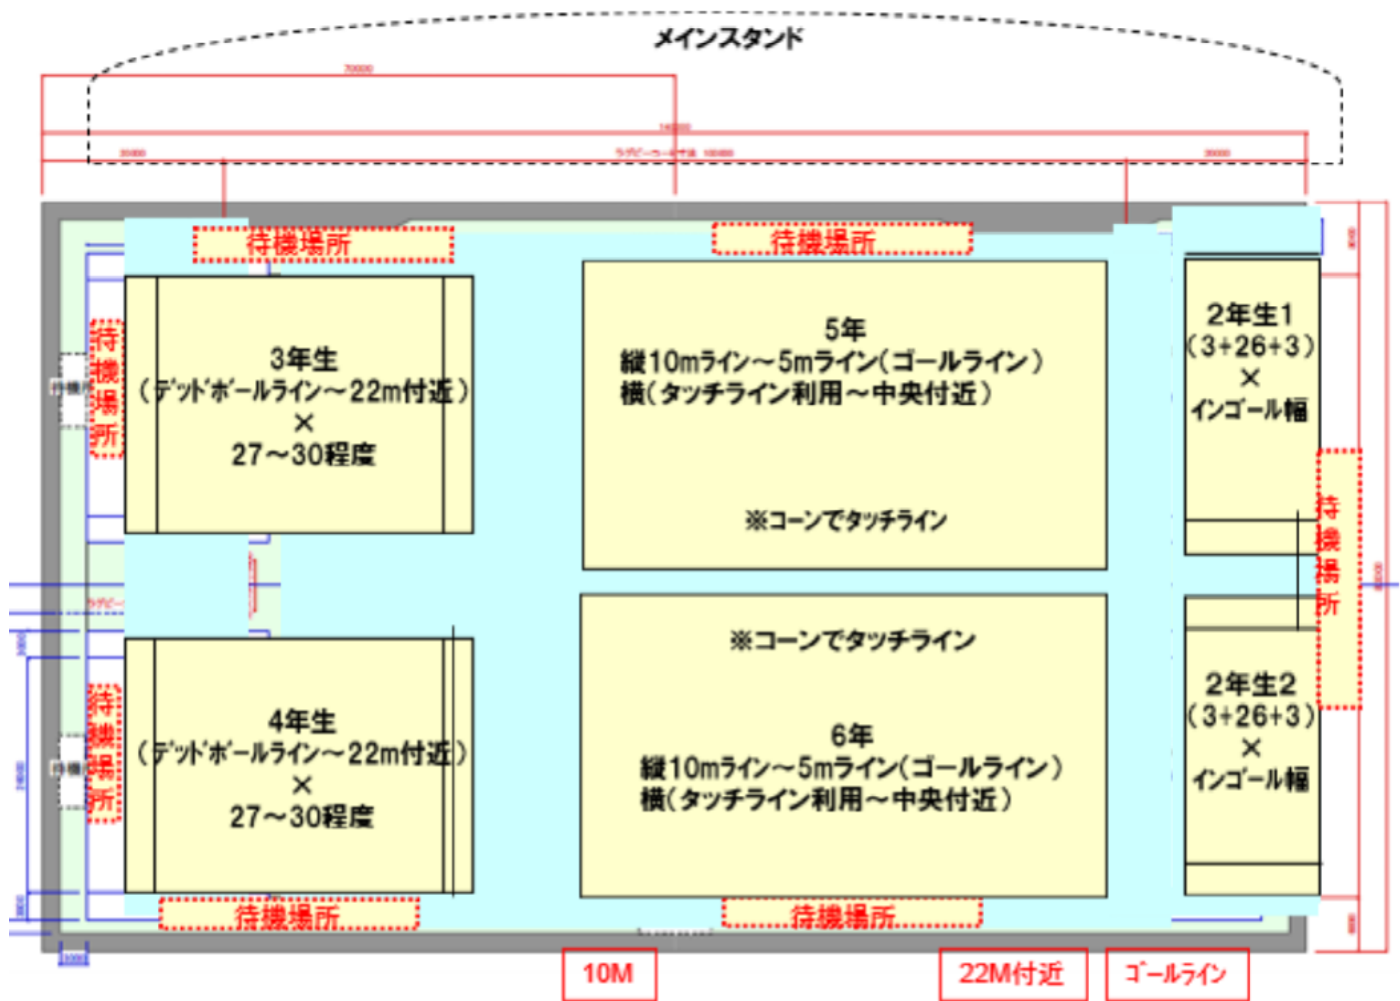 メインスタンド
70000
ラグビーコート寸法 100000
待機場所
待機場所
待機場所
3年生
(デッドボールライン～22m付近)
×
27～30程度
5年
縦10mライン～5mライン(ゴールライン)
横(タッチライン利用～中央付近)
※コーンでタッチライン
2年生1
(3+26+3)
×
インゴール幅
待機場所
待機場所
4年生
(デッドボールライン～22m付近)
×
27～30程度
※コーンでタッチライン
6年
縦10mライン～5mライン(ゴールライン)
横(タッチライン利用～中央付近)
2年生2
(3+26+3)
×
インゴール幅
待機場所
待機場所
10M
22M付近
ゴールライン